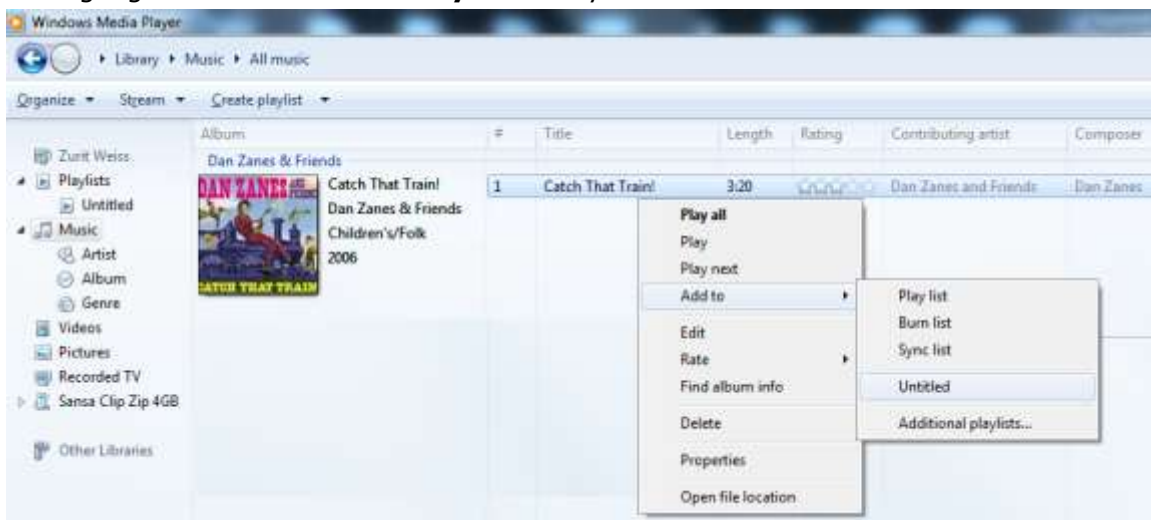 Windows Media Player
Library Music All music
Organize Stream Create playlist
Album # Title Length Rating Contributing artist Composer
Zurit Weiss
Playlists
Untitled
Music
Artist
Album
Genre
Videos
Pictures
Recorded TV
Sansa Clip Zip 4GB
Other Libraries
Dan Zanes & Friends
DAN ZANES
CATCH THAT TRAIN
Catch That Train!
Dan Zanes & Friends
Children's/Folk
2006
1 Catch That Train! 3:20 Dan Zanes and Friends Dan Zanes
Play all
Play
Play next
Add to
Edit
Rate
Find album info
Delete
Properties
Open file location
Play list
Burn list
Sync list
Untitled
Additional playlists...